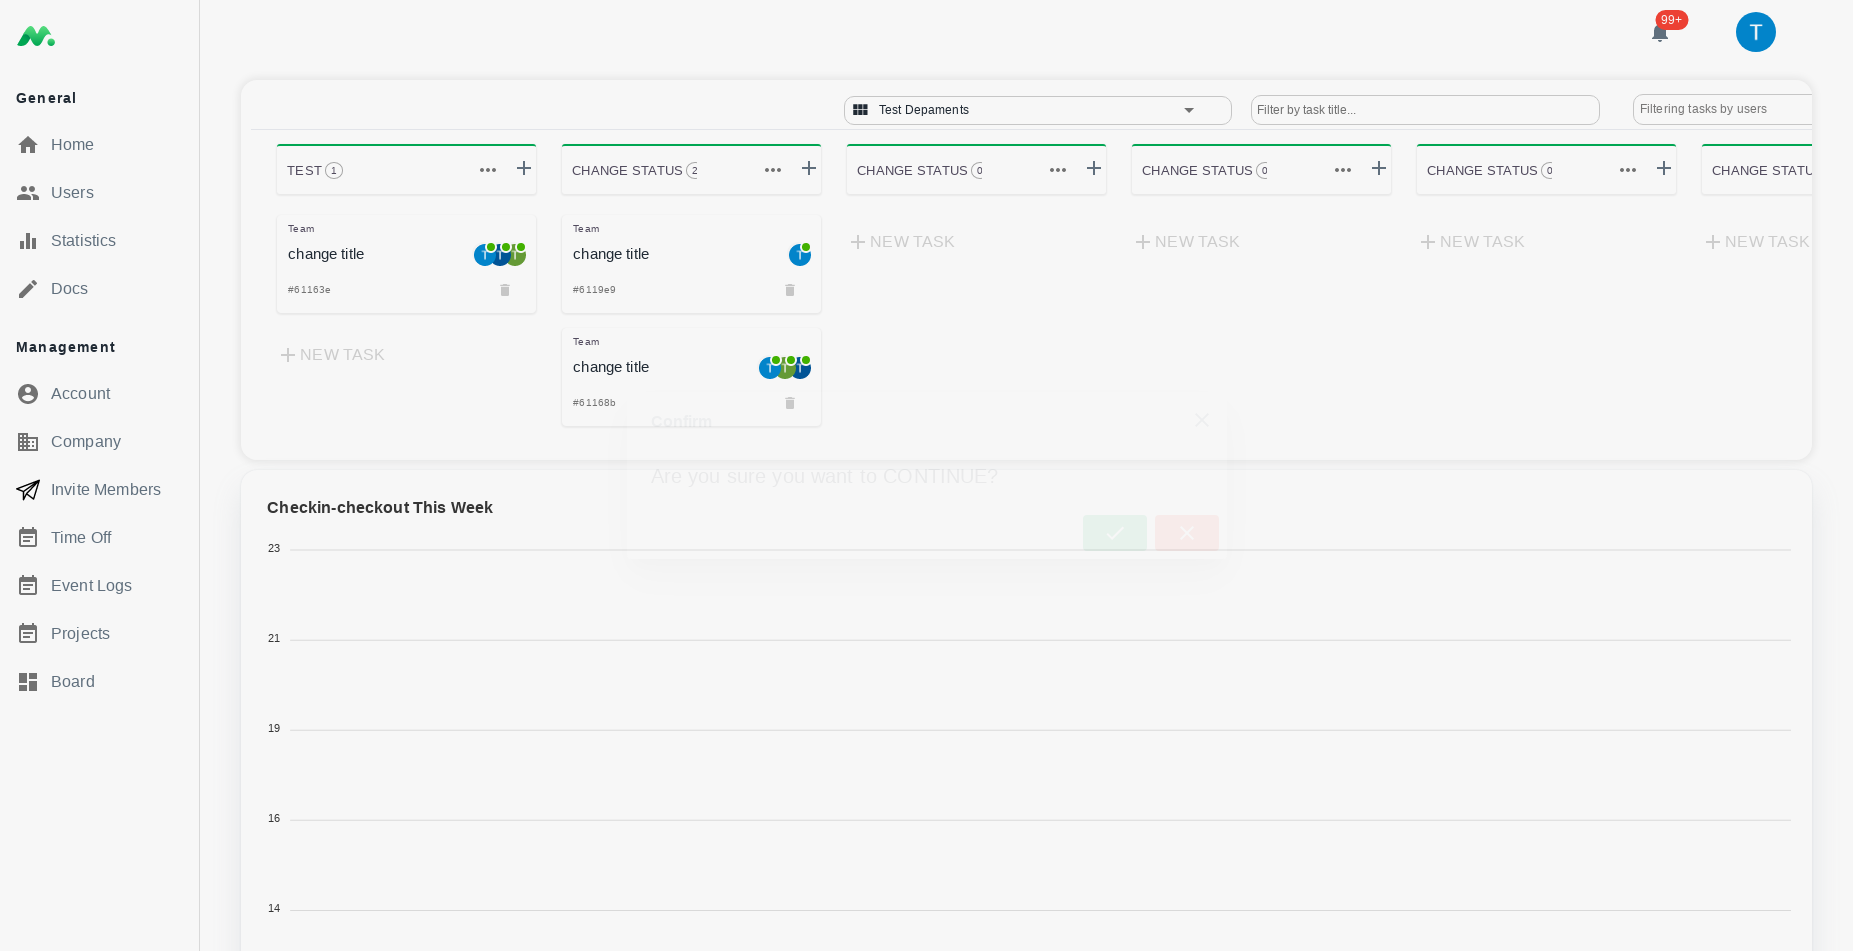 99+
T
General
Home
Users
Statistics
Docs
Management
Account
Company
Invite Members
Time Off
Event Logs
Projects
Board
Test Depaments
Filter by task title...
Filtering tasks by users
TEST 1
CHANGE STATUS 2
CHANGE STATUS 0
CHANGE STATUS 0
CHANGE STATUS 0
CHANGE STATU
Team
change title
T T T
#61163e
NEW TASK
Team
change title
T
#6119e9
Team
change title
T T T
#61168b
NEW TASK
NEW TASK
NEW TASK
NEW TASK
Confirm
Are you sure you want to CONTINUE?
Checkin-checkout This Week
23
21
19
16
14